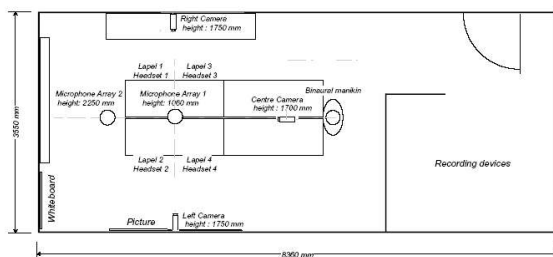 Right Camera
height : 1750 mm
Lapel 1
Headset 1
Lapel 3
Headset 3
Microphone Array 2
height: 2250 mm
Microphone Array 1
height: 1060 mm
Centre Camera
height : 1700 mm
Binaural manikin
3550 mm
Lapel 2
Headset 2
Lapel 4
Headset 4
Recording devices
Whiteboard
Picture
Left Camera
height : 1750 mm
8360 mm